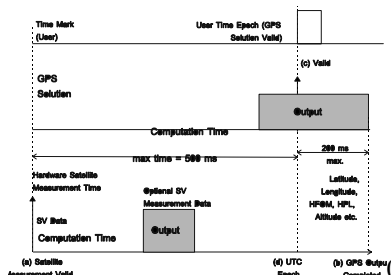 Time Mark
(User)
User Time Epoch (GPS
Solution Valid)
(c) Valid
GPS
Solution
Output
Computation Time
max time = 500 ms
200 ms
max.
Hardware Satellite
Measurement Time
Optional SV
Measurement Data
Latitude,
Longitude,
HFOM, HPL,
Altitude etc.
SV Data
Output
Computation Time
(a) Satellite
Measurement Valid
(d) UTC
Epoch
(b) GPS Output
Completed